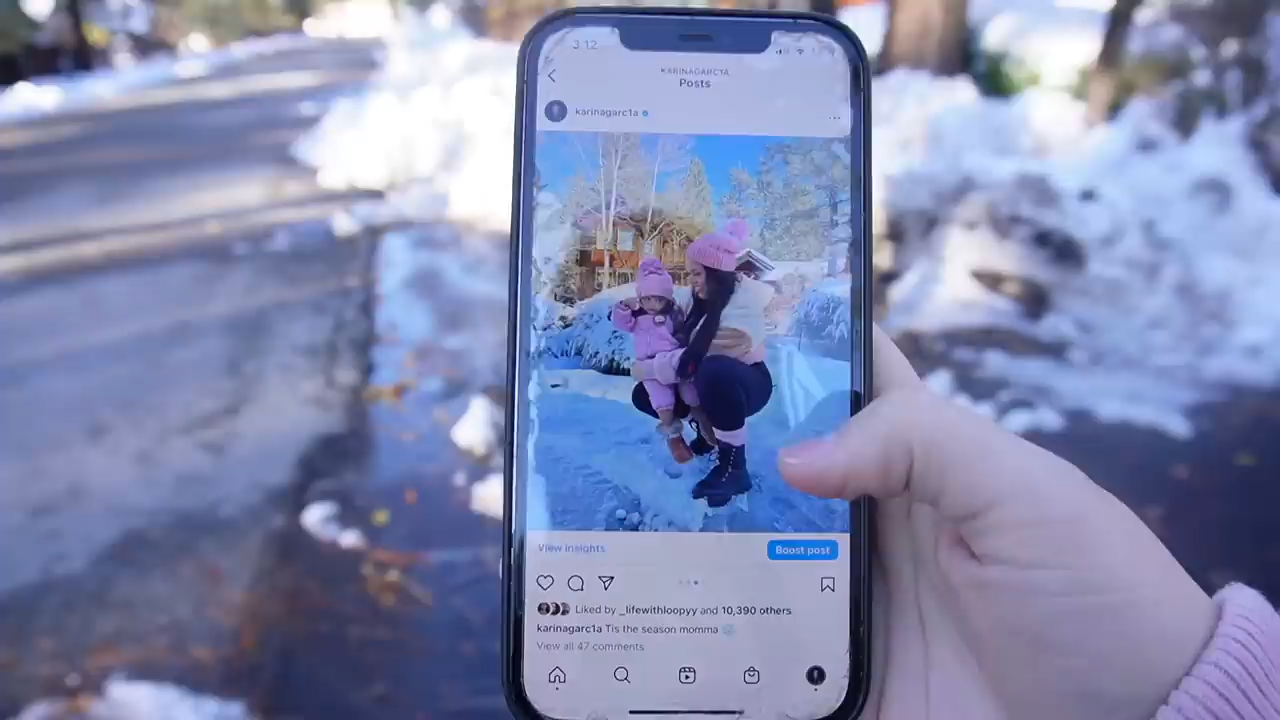 3:12
KARINAGARC1A
Posts
karinagarc1a
View insights
Boost post
Liked by _lifewithloopyy and 10,390 others
karinagarc1a Tis the season momma
View all 47 comments